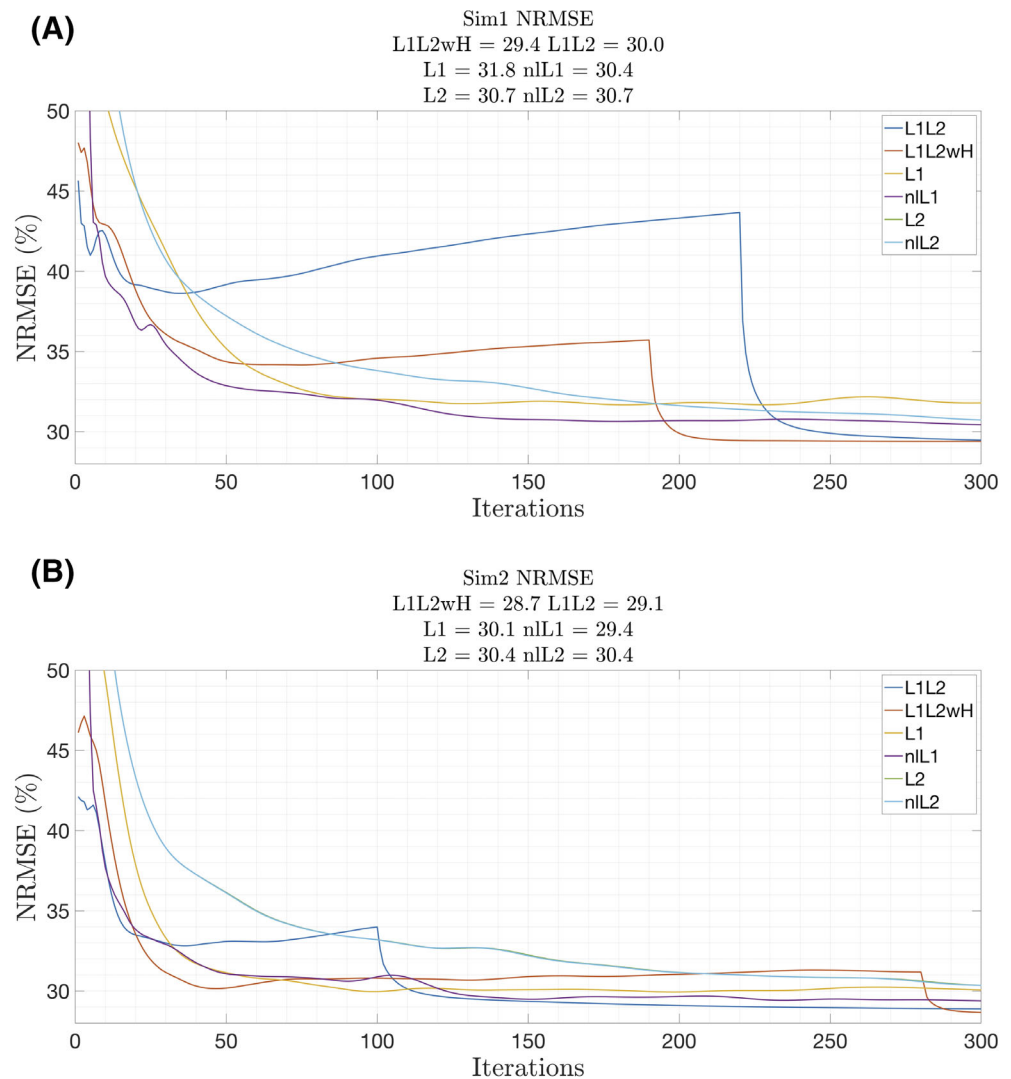 (A)
Sim1 NRMSE
L1L2wH = 29.4 L1L2 = 30.0
L1 = 31.8 nlL1 = 30.4
L2 = 30.7 nlL2 = 30.7
50
45
40
35
30
NRMSE (%)
L1L2
L1L2wH
L1
nlL1
L2
nlL2
0 50 100 150 200 250 300
Iterations
(B)
Sim2 NRMSE
L1L2wH = 28.7 L1L2 = 29.1
L1 = 30.1 nlL1 = 29.4
L2 = 30.4 nlL2 = 30.4
50
45
40
35
30
NRMSE (%)
L1L2
L1L2wH
L1
nlL1
L2
nlL2
0 50 100 150 200 250 300
Iterations